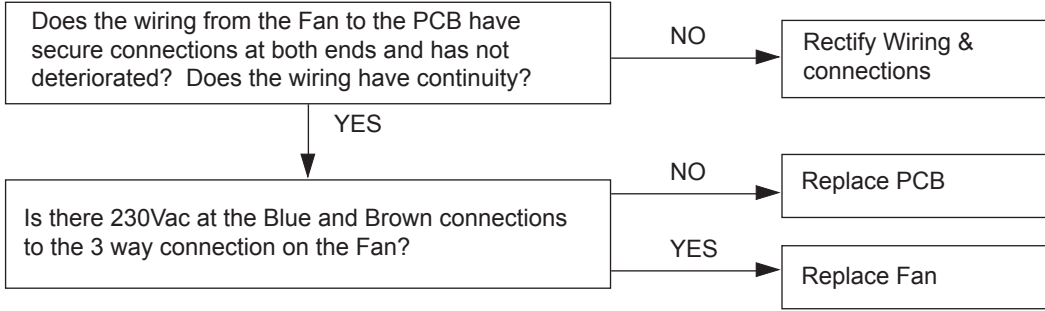 Does the wiring from the Fan to the PCB have
secure connections at both ends and has not
deteriorated?  Does the wiring have continuity?
NO
Rectify Wiring &
connections
YES
Is there 230Vac at the Blue and Brown connections
to the 3 way connection on the Fan?
NO
Replace PCB
YES
Replace Fan